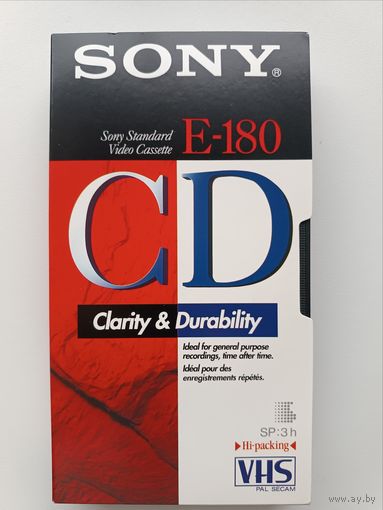 SONY®
Sony Standard
Video Cassette
E-180
CD
Clarity & Durability
Ideal for general purpose
recordings, time after time.
Idéal pour des
enregistrements répétés.
SP:3h
▶Hi-packing◀
VHS
PAL SECAM
www.ay.by